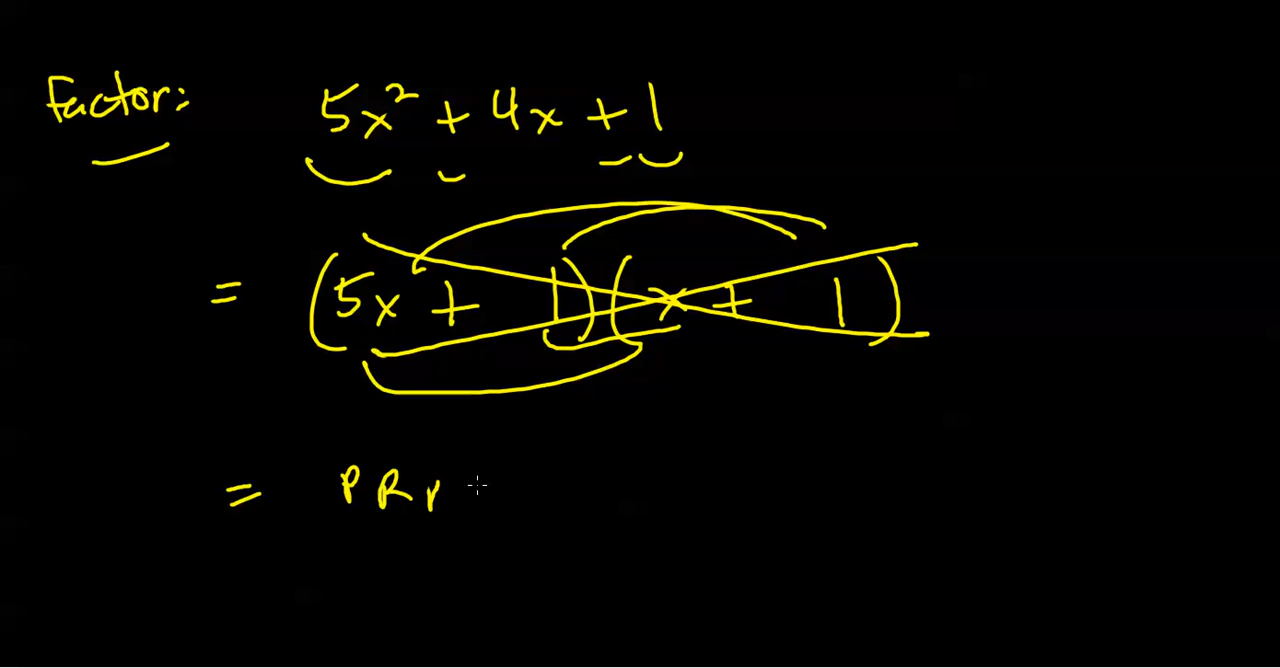 Factor: 5x² + 4x + 1
= (5x + 1)(x + 1)
= PRr